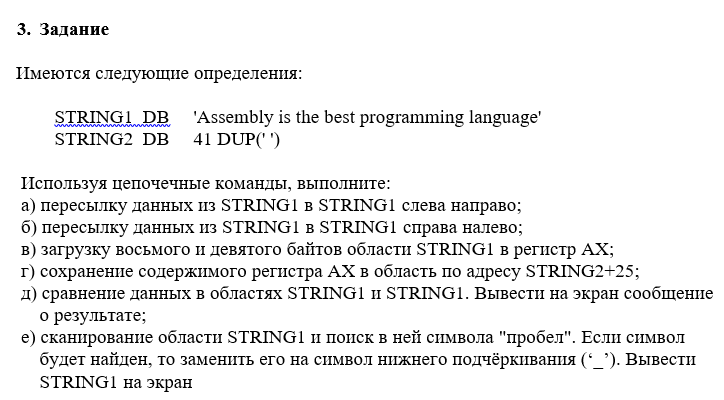 3. Задание
Имеются следующие определения:
STRING1 DB 'Assembly is the best programming language'
STRING2 DB 41 DUP(' ')
Используя цепочечные команды, выполните:
а) пересылку данных из STRING1 в STRING1 слева направо;
б) пересылку данных из STRING1 в STRING1 справа налево;
в) загрузку восьмого и девятого байтов области STRING1 в регистр AX;
г) сохранение содержимого регистра AX в область по адресу STRING2+25;
д) сравнение данных в областях STRING1 и STRING1. Вывести на экран сообщение
о результате;
е) сканирование области STRING1 и поиск в ней символа "пробел". Если символ
будет найден, то заменить его на символ нижнего подчёркивания (‘_’). Вывести
STRING1 на экран